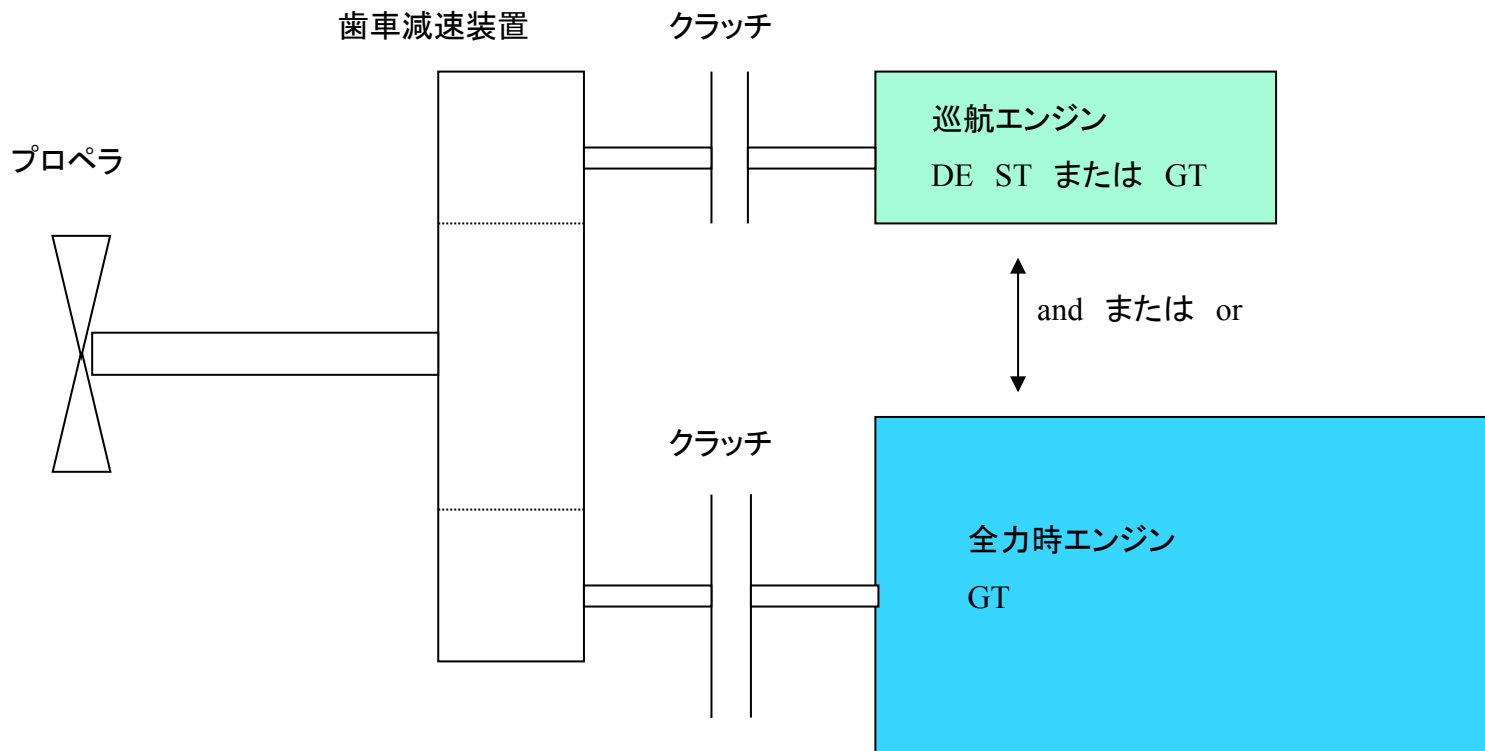 歯車減速装置
クラッチ
巡航エンジン
DE ST または GT
プロペラ
and または or
クラッチ
全力時エンジン
GT